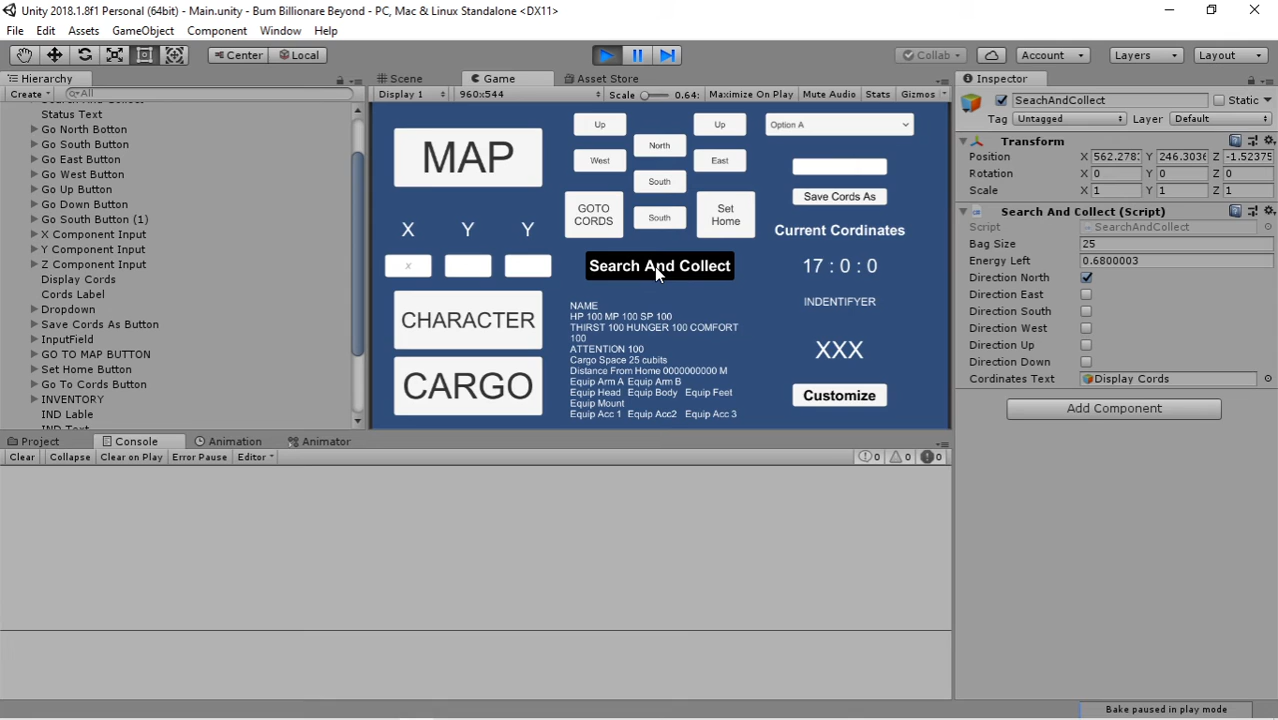 Unity 2018.1.8f1 Personal (64bit) - Main.unity - Bum Billionare Beyond - PC, Mac & Linux Standalone <DX11>
File Edit Assets GameObject Component Window Help
Center Local Collab Account Layers Layout
Hierarchy
Create All
Status Text
Go North Botton
Go South Button
Go East Button
Go West Button
Go Up Button
Go Down Button
Go South Button (1)
X Component Input
Y Component Input
Z Component Input
Display Cords
Cords Label
Dropdown
Save Cords As Button
InputField
GO TO MAP BUTTON
Set Home Button
Go To Cords Button
INVENTORY
IND Lable
IND Text
Scene Game Asset Store
Display 1 960x544 Scale 0.64: Maximize On Play Mute Audio Stats Gizmos
MAP
X Y Y
x
CHARACTER
CARGO
Up Up
North
West East
South
GOTO CORDS
South
Set Home
Search And Collect
NAME
HP 100 MP 100 SP 100
THIRST 100 HUNGER 100 COMFORT
100
ATTENTION 100
Cargo Space 25 cubits
Distance From Home 0000000000 M
Equip Arm A Equip Arm B
Equip Head Equip Body Equip Feet
Equip Mount
Equip Acc 1 Equip Acc2 Equip Acc 3
Option A
Save Cords As
Current Cordinates
17 : 0 : 0
INDENTIFYER
XXX
Customize
Inspector
SeachAndCollect Static
Tag Untagged Layer Default
Transform
Position X 562.278 Y 246.3036 Z -1.52375
Rotation X 0 Y 0 Z 0
Scale X 1 Y 1 Z 1
Search And Collect (Script)
Script SearchAndCollect
Bag Size 25
Energy Left 0.6800003
Direction North
Direction East
Direction South
Direction West
Direction Up
Direction Down
Cordinates Text Display Cords
Add Component
Project Console Animation Animator
Clear Collapse Clear on Play Error Pause Editor 0 0 0
Bake paused in play mode